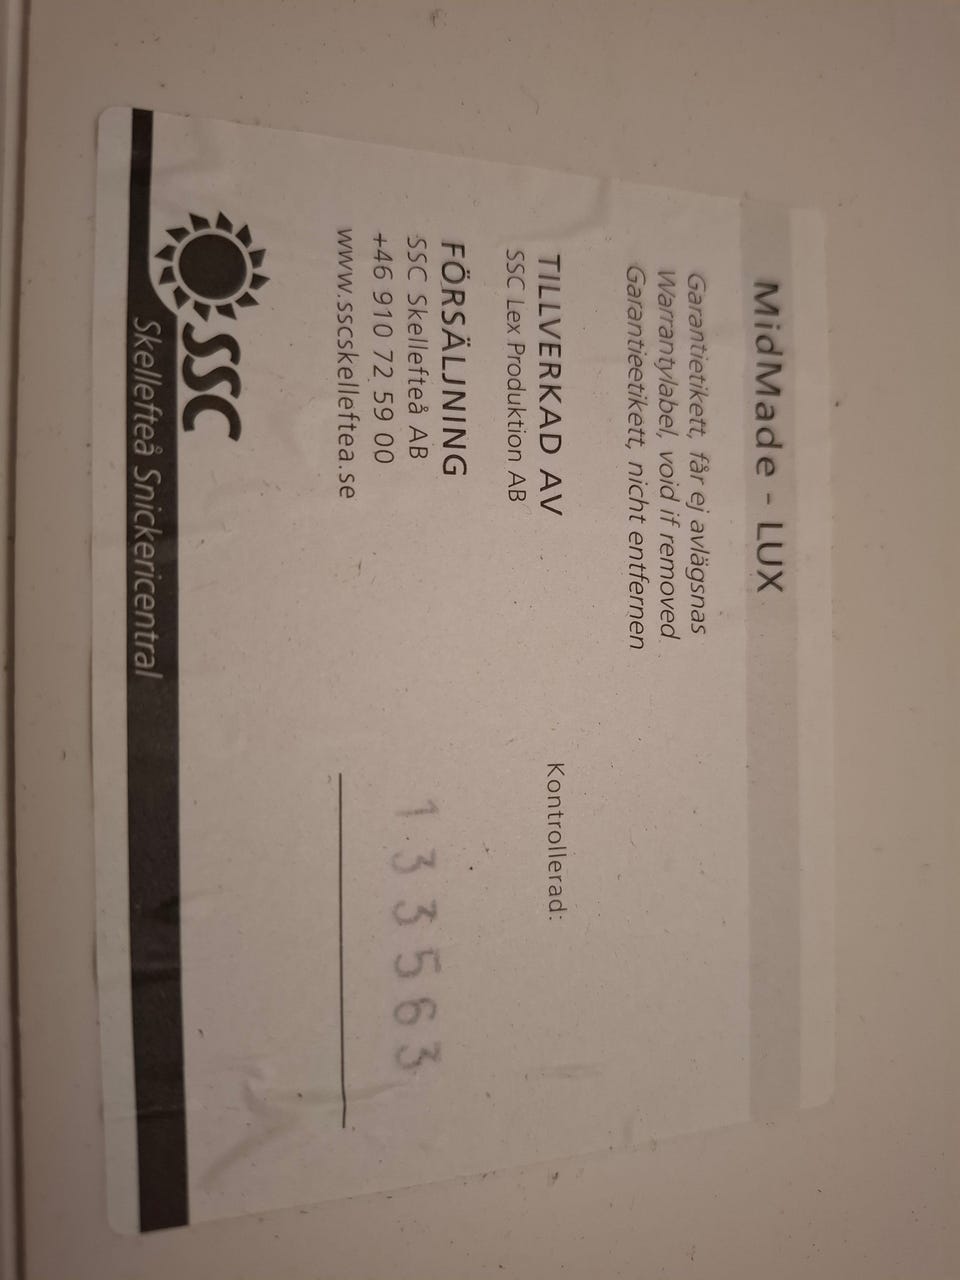 MidMade - LUX
Garantietikett, får ej avlägsnas
Warrantylabel, void if removed
Garantieetikett, nicht entfernen
TILLVERKAD AV
SSC Lex Produktion AB
Kontrollerad:
FÖRSÄLJNING
SSC Skellefteå AB
+46 910 72 59 00
www.sscskelleftea.se
133563
SSC
Skellefteå Snickericentral